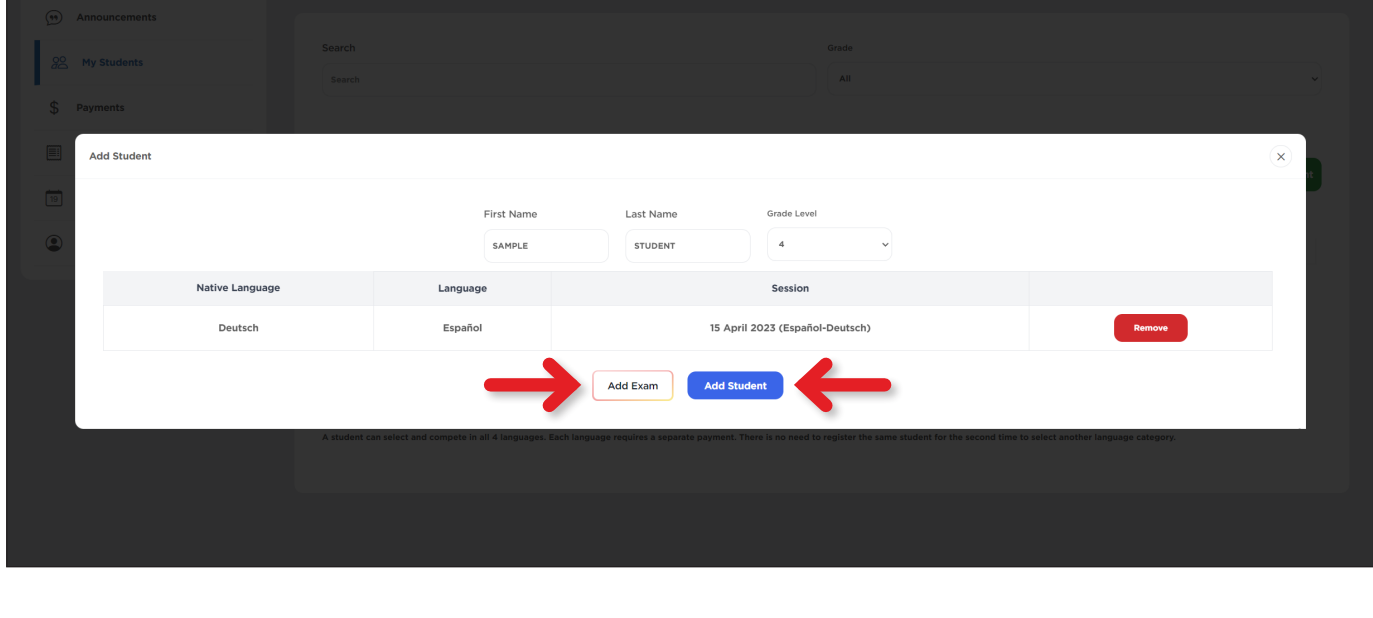 Announcements
My Students
Payments
Search
Search
Grade
All
Add Student
First Name
Last Name
Grade Level
SAMPLE
STUDENT
4
Native Language
Language
Session
Deutsch
Español
15 April 2023 (Español-Deutsch)
Remove
Add Exam
Add Student
A student can select and compete in all 4 languages. Each language requires a separate payment. There is no need to register the same student for the second time to select another language category.